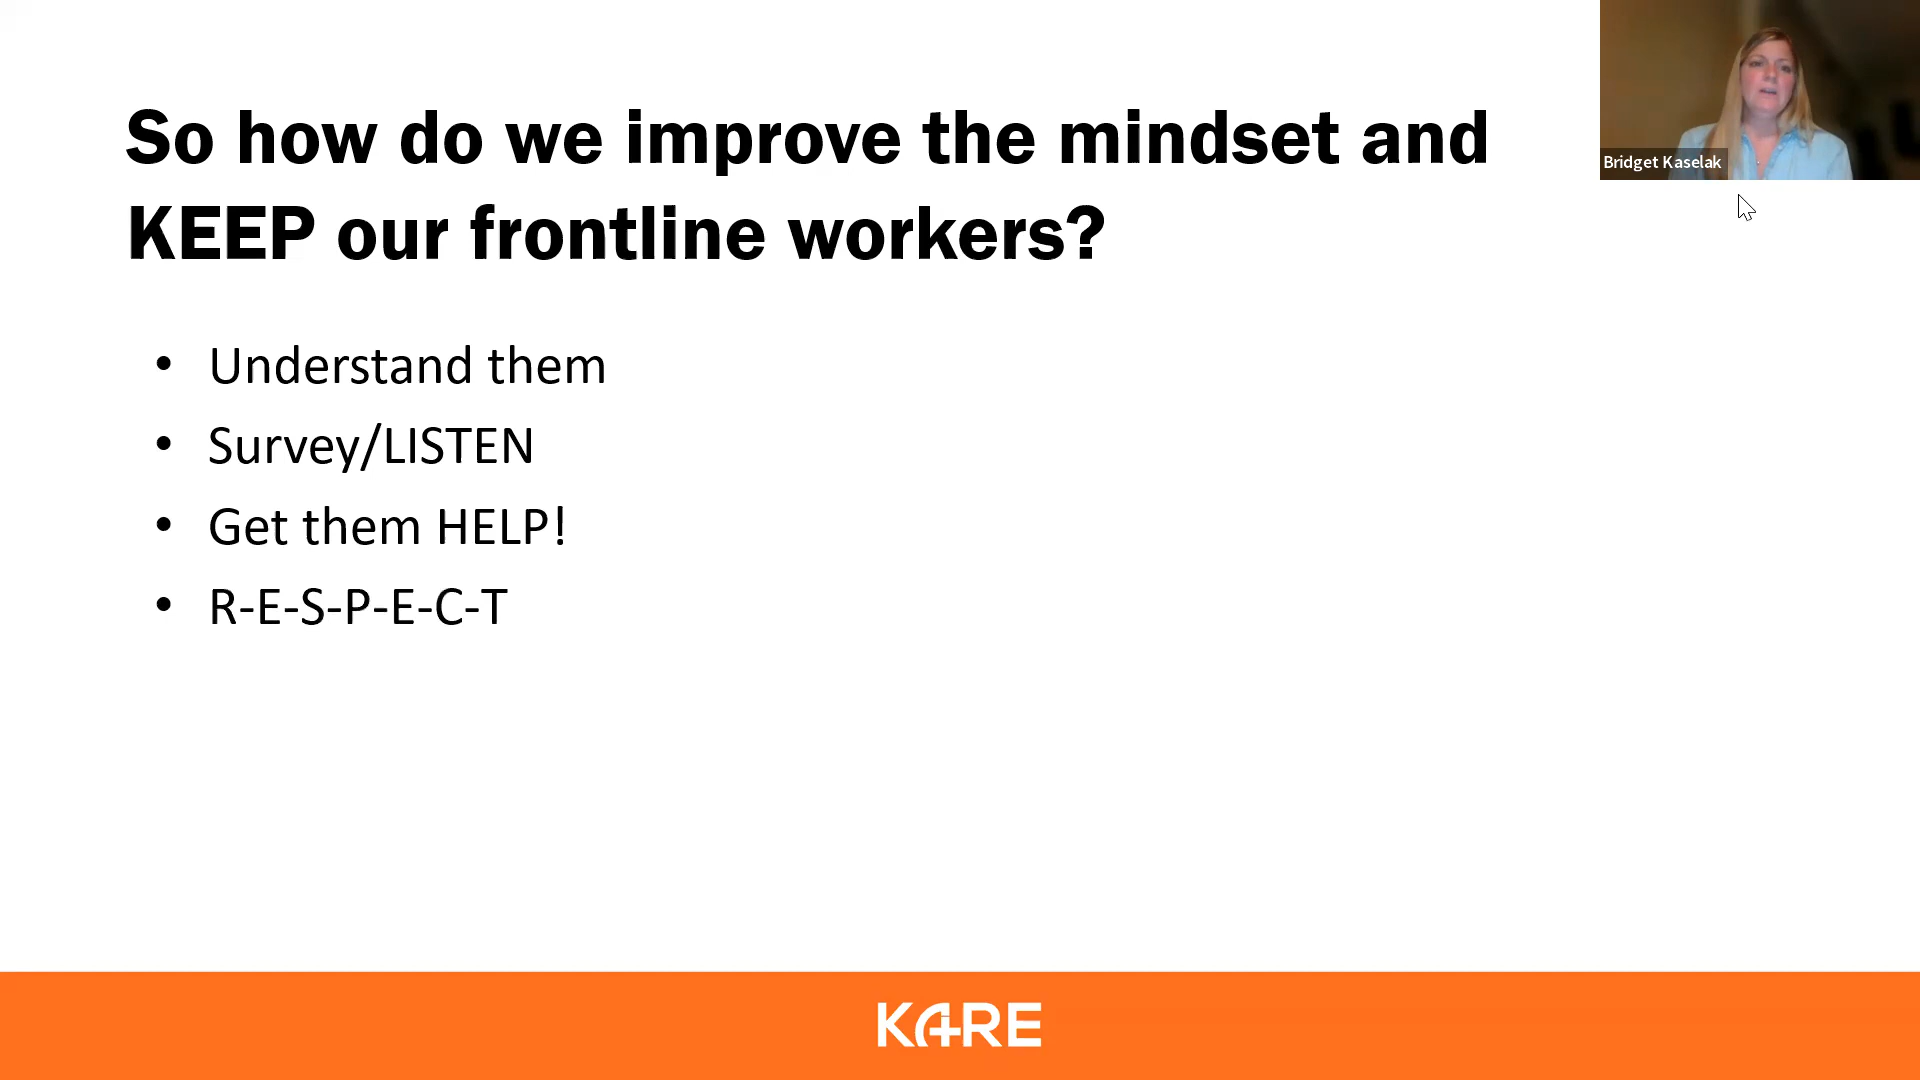 So how do we improve the mindset and
KEEP our frontline workers?
Bridget Kaselak
• Understand them
• Survey/LISTEN
• Get them HELP!
• R-E-S-P-E-C-T
KARE